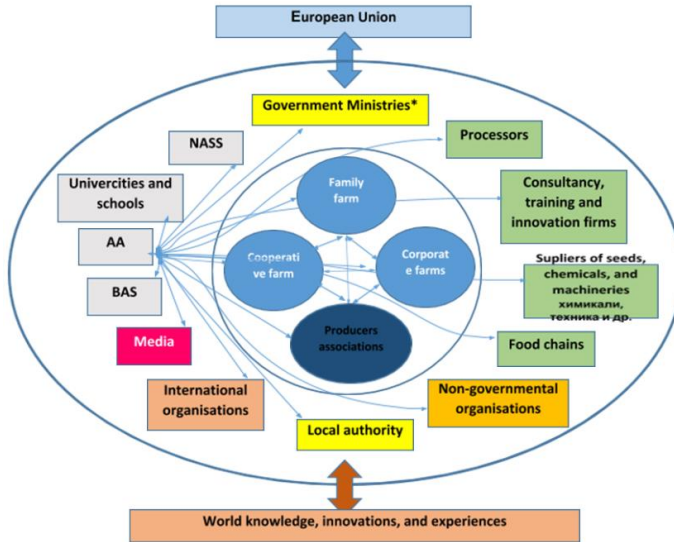 European Union
Government Ministries*
NASS
Processors
Univercities and
schools
Family
farm
Consultancy,
training and
innovation firms
AA
Cooperati
ve farm
Corporat
e farms
Supliers of seeds,
chemicals, and
machineries
химикали,
техника и др.
BAS
Media
Producers
associations
Food chains
International
organisations
Non-governmental
organisations
Local authority
World knowledge, innovations, and experiences